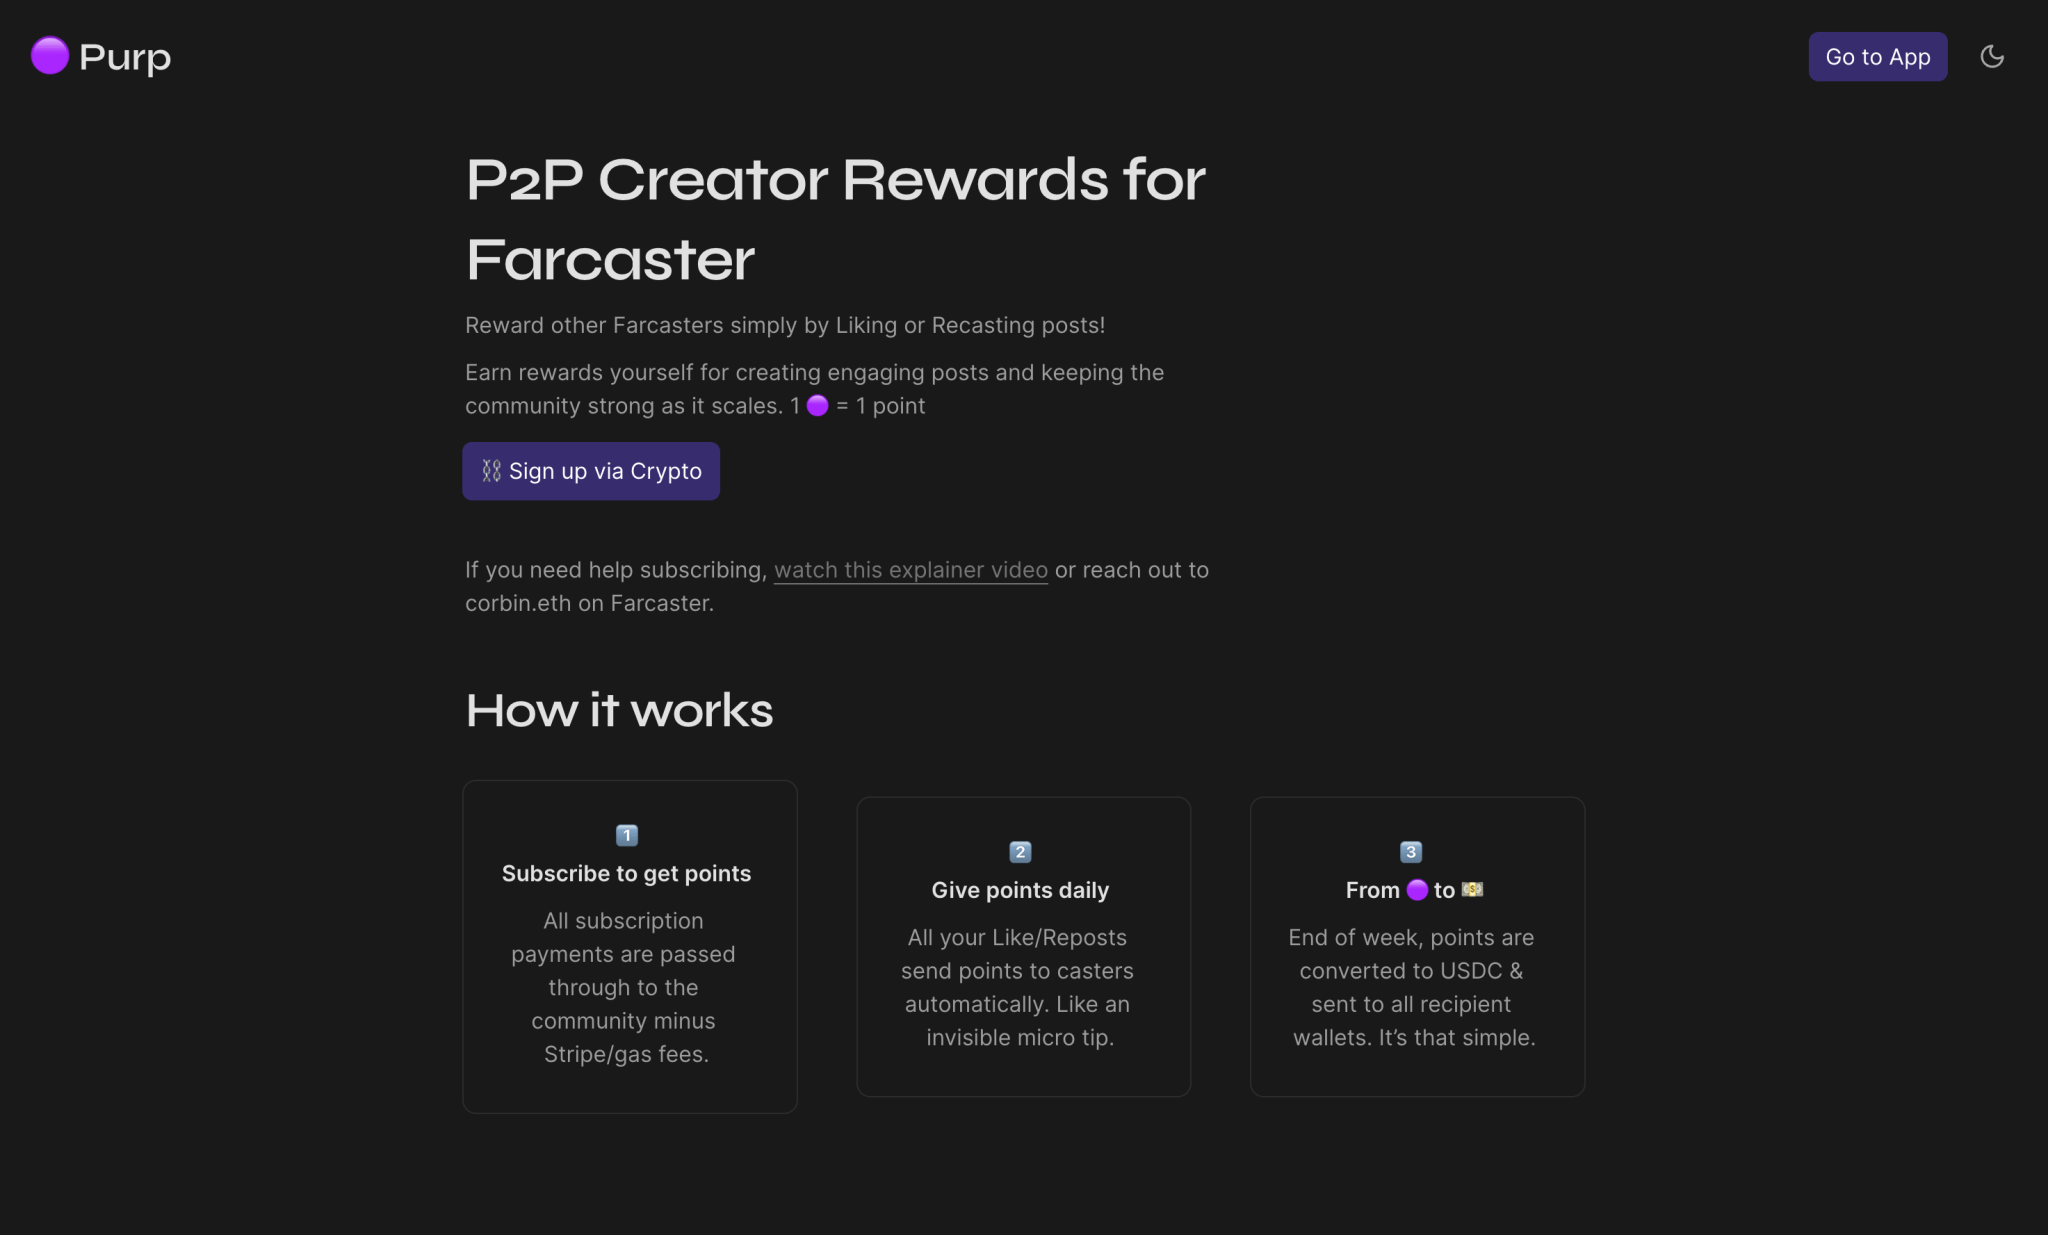 🟣 Purp
Go to App
P2P Creator Rewards for
Farcaster
Reward other Farcasters simply by Liking or Recasting posts!
Earn rewards yourself for creating engaging posts and keeping the
community strong as it scales. 1 🟣 = 1 point
⛓ Sign up via Crypto
If you need help subscribing, watch this explainer video or reach out to
corbin.eth on Farcaster.
How it works
1️⃣
Subscribe to get points
All subscription
payments are passed
through to the
community minus
Stripe/gas fees.
2️⃣
Give points daily
All your Like/Reposts
send points to casters
automatically. Like an
invisible micro tip.
3️⃣
From 🟣 to 💵
End of week, points are
converted to USDC &
sent to all recipient
wallets. It’s that simple.